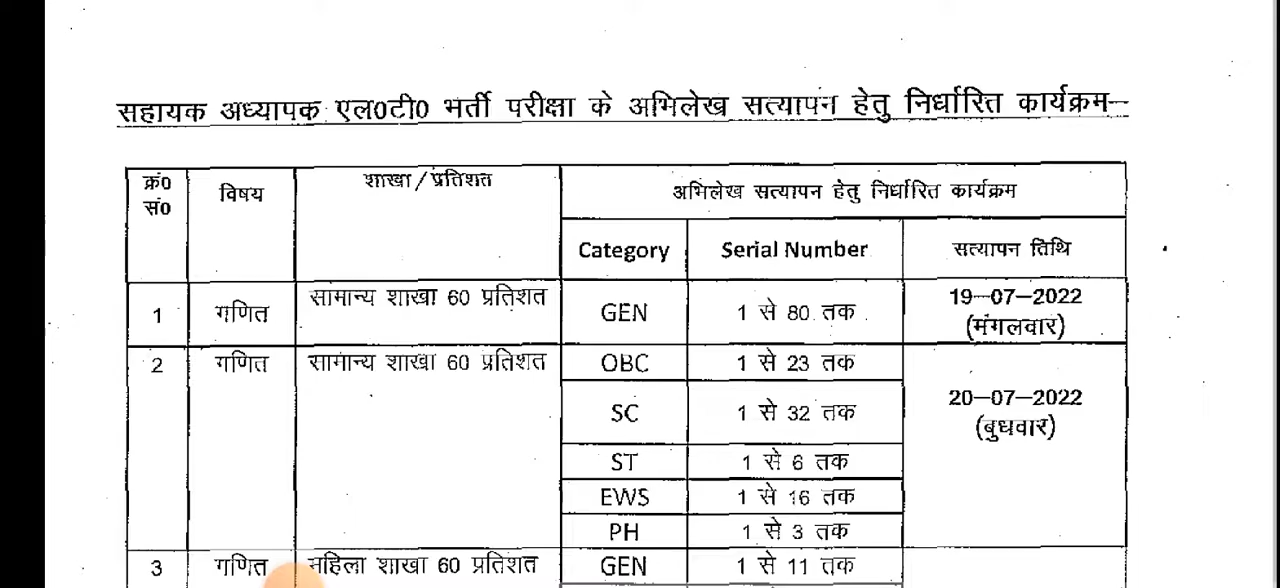 सहायक अध्यापक एल0टी0 भर्ती परीक्षा के अभिलेख सत्यापन हेतु निर्धारित कार्यक्रम—
क्रं0 सं0 विषय शाखा/प्रतिशत अभिलेख सत्यापन हेतु निर्धारित कार्यक्रम
Category Serial Number सत्यापन तिथि
1 गणित सामान्य शाखा 60 प्रतिशत GEN 1 से 80 तक 19—07—2022
(मंगलवार)
2 गणित सामान्य शाखा 60 प्रतिशत OBC 1 से 23 तक
SC 1 से 32 तक 20—07—2022
(बुधवार)
ST 1 से 6 तक
EWS 1 से 16 तक
PH 1 से 3 तक
3 गणित महिला शाखा 60 प्रतिशत GEN 1 से 11 तक